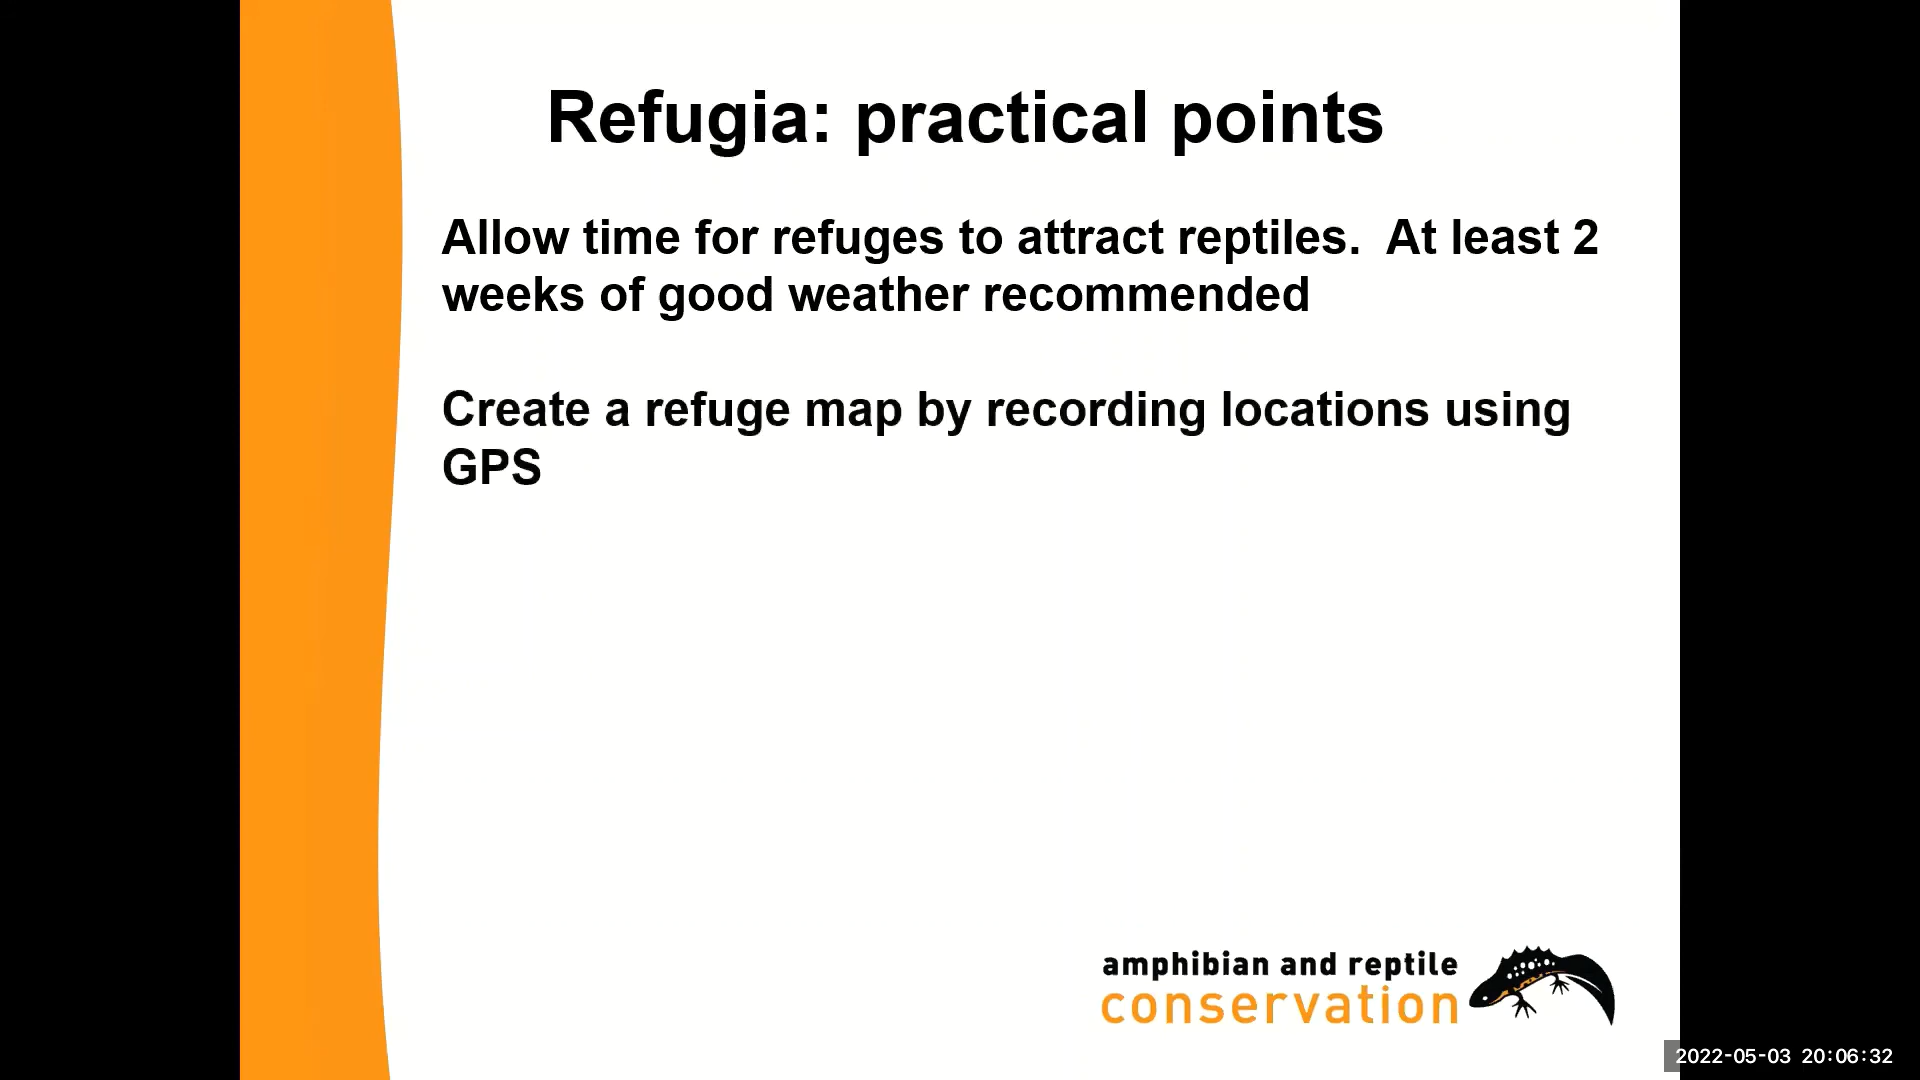 Refugia: practical points
Allow time for refuges to attract reptiles.  At least 2
weeks of good weather recommended
Create a refuge map by recording locations using
GPS
amphibian and reptile
conservation
2022-05-03 20:06:32